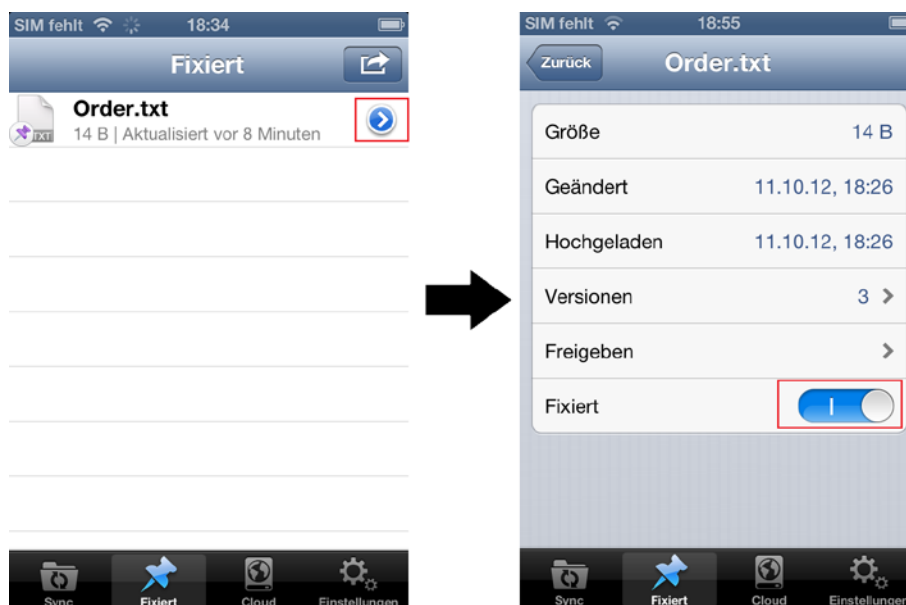 SIM fehlt 18:34
Fixiert
Order.txt
TXT
14 B | Aktualisiert vor 8 Minuten
Sync Fixiert Cloud Einstellungen
SIM fehlt 18:55
Zurück Order.txt
Größe 14 B
Geändert 11.10.12, 18:26
Hochgeladen 11.10.12, 18:26
Versionen 3
Freigeben
Fixiert
Sync Fixiert Cloud Einstellungen